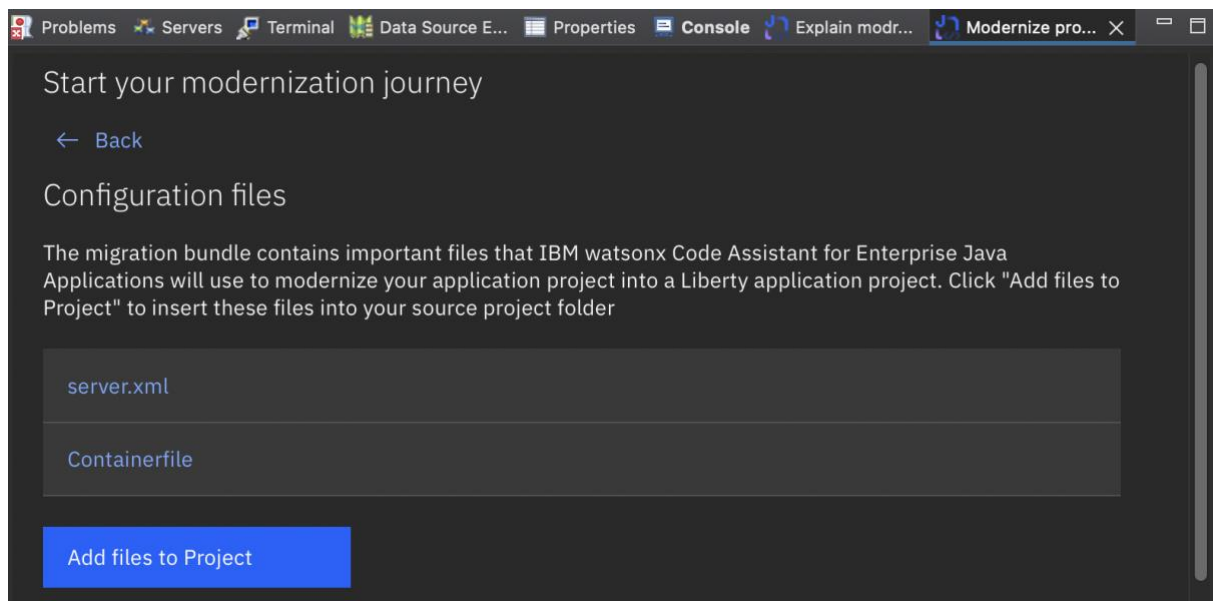 Problems Servers Terminal Data Source E... Properties Console Explain modr... Modernize pro...
Start your modernization journey
← Back
Configuration files
The migration bundle contains important files that IBM watsonx Code Assistant for Enterprise Java
Applications will use to modernize your application project into a Liberty application project. Click "Add files to
Project" to insert these files into your source project folder
server.xml
Containerfile
Add files to Project